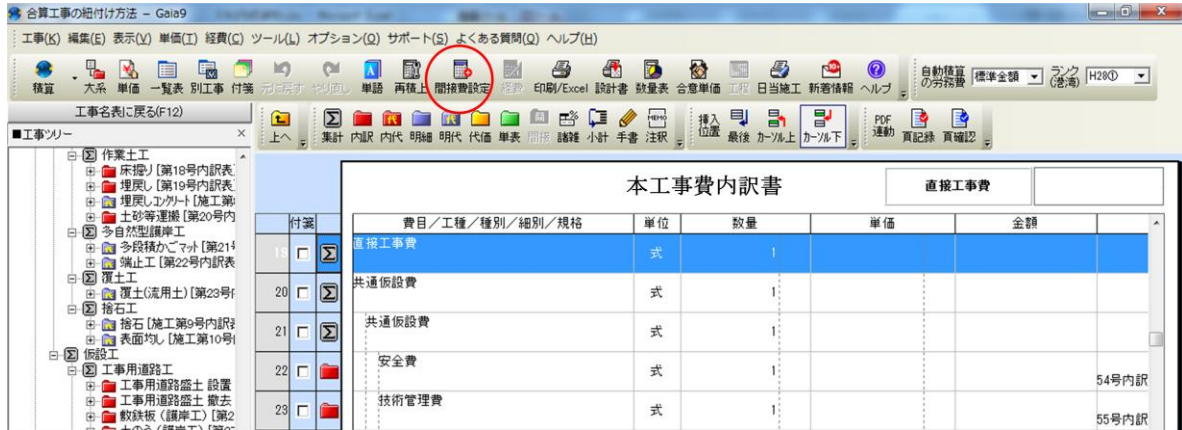 合算工事の紐付け方法 － Gaia9
工事(K) 編集(E) 表示(V) 単価(T) 経費(C) ツール(L) オプション(O) サポート(S) よくある質問(Q) ヘルプ(H)
積算 大系 単価 一覧表 別工事 付箋 元に戻す やり直し 単語 再積上 間接費設定 経費 印刷/Excel 設計書 数量表 合意単価 工程 日当施工 新着情報 ヘルプ 自動積算の労務費 標準金額 ランク(港湾) H28①
工事名表に戻る(F12)
上へ 集計 内訳 内代 明細 明代 代価 単表 間接 諸雑 小計 手書 注釈 挿入位置 最後 カーソル上 カーソル下 PDF連動 頁記録 頁確認
■工事ツリー ×
作業土工
床掘り [第18号内訳表]
埋戻し [第19号内訳表]
埋戻しコンクリート [施工第
土砂等運搬 [第20号内
多自然型護岸工
多段積かごマット [第21号
端止工 [第22号内訳表
覆土工
覆土(流用土) [第23号内
捨石工
捨石 [施工第9号内訳表
表面均し [施工第10号
仮設工
工事用道路工
工事用道路盛土 設置
工事用道路盛土 撤去
敷鉄板 (護岸工) [第2
本工事費内訳書 直接工事費
付箋 費目／工種／種別／細別／規格 単位 数量 単価 金額
19 直接工事費 式 1
20 共通仮設費 式 1
21 共通仮設費 式 1
22 安全費 式 1 54号内訳
23 技術管理費 式 1 55号内訳